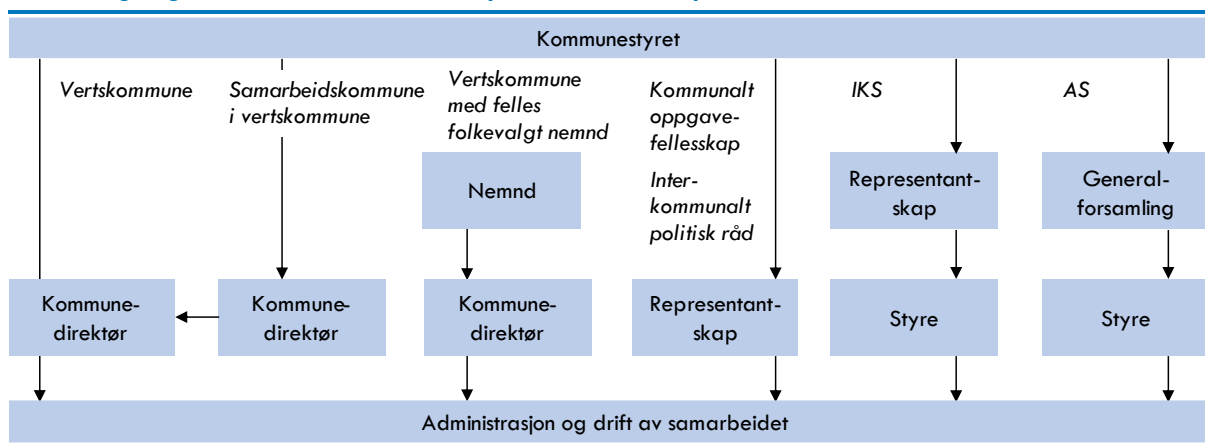 Kommunestyret
Vertskommune
Samarbeidskommune
i vertskommune
Vertskommune
med felles
folkevalgt nemnd
Kommunalt
oppgave-
fellesskap
Inter-
kommunalt
politisk råd
IKS
AS
Nemnd
Representant-
skap
General-
forsamling
Kommune-
direktør
Kommune-
direktør
Kommune-
direktør
Representant-
skap
Styre
Styre
Administrasjon og drift av samarbeidet